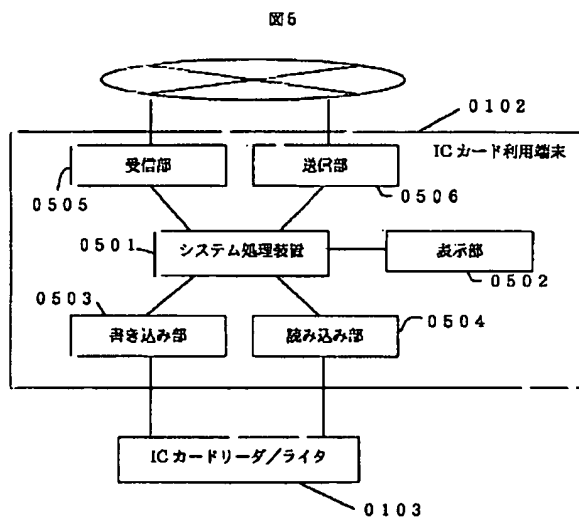 図5
0102
ICカード利用端末
受信部
送信部
0505
0506
0501
システム処理装置
表示部
0502
0503
0504
書き込み部
読み込み部
ICカードリーダ/ライタ
0103